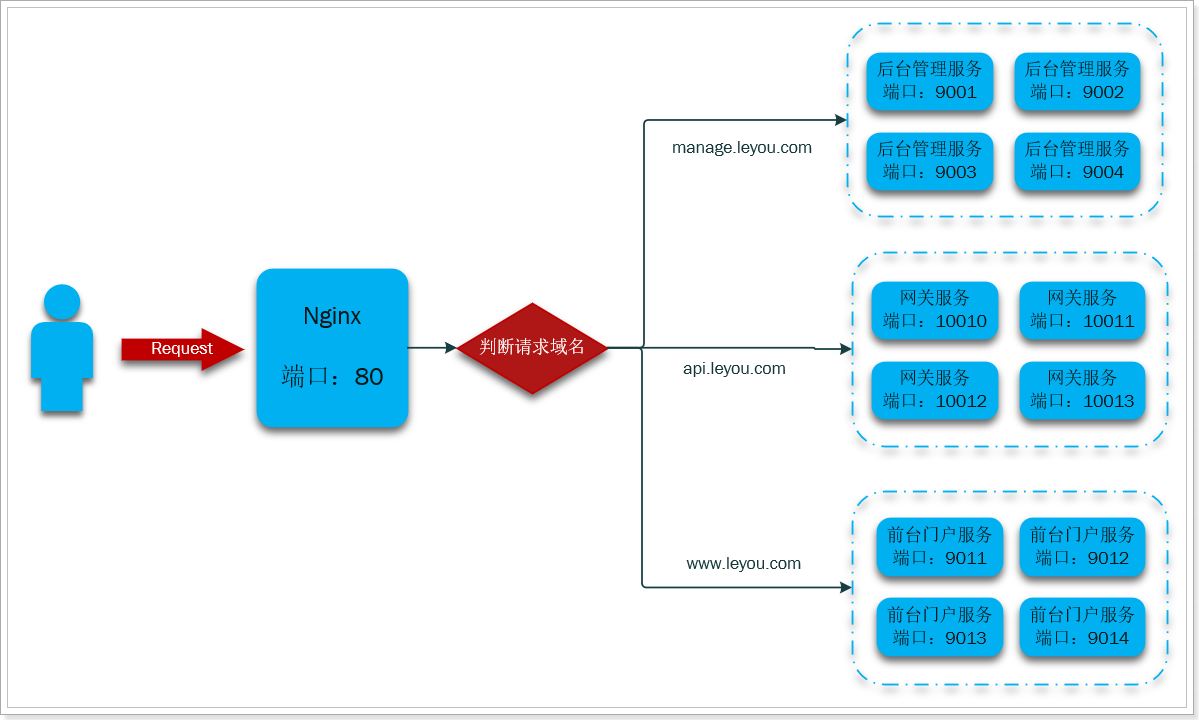 Request
Nginx
端口：80
判断请求域名
manage.leyou.com
后台管理服务
端口：9001
后台管理服务
端口：9002
后台管理服务
端口：9003
后台管理服务
端口：9004
api.leyou.com
网关服务
端口：10010
网关服务
端口：10011
网关服务
端口：10012
网关服务
端口：10013
www.leyou.com
前台门户服务
端口：9011
前台门户服务
端口：9012
前台门户服务
端口：9013
前台门户服务
端口：9014